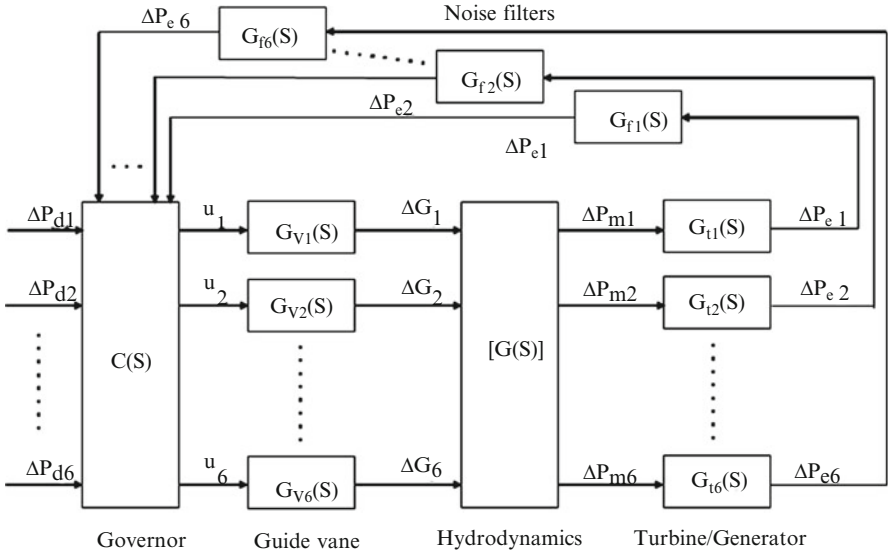 Noise filters
ΔPe 6
Gf6(S)
Gf 2(S)
ΔPe2
Gf 1(S)
ΔPe1
ΔPd1
u1
GV1(S)
ΔG1
ΔPm1
Gt1(S)
ΔPe 1
ΔPd2
u2
GV2(S)
ΔG2
ΔPm2
Gt2(S)
ΔPe 2
C(S)
[G(S)]
ΔPd6
u6
GV6(S)
ΔG6
ΔPm6
Gt6(S)
ΔPe6
Governor
Guide vane
Hydrodynamics
Turbine/Generator